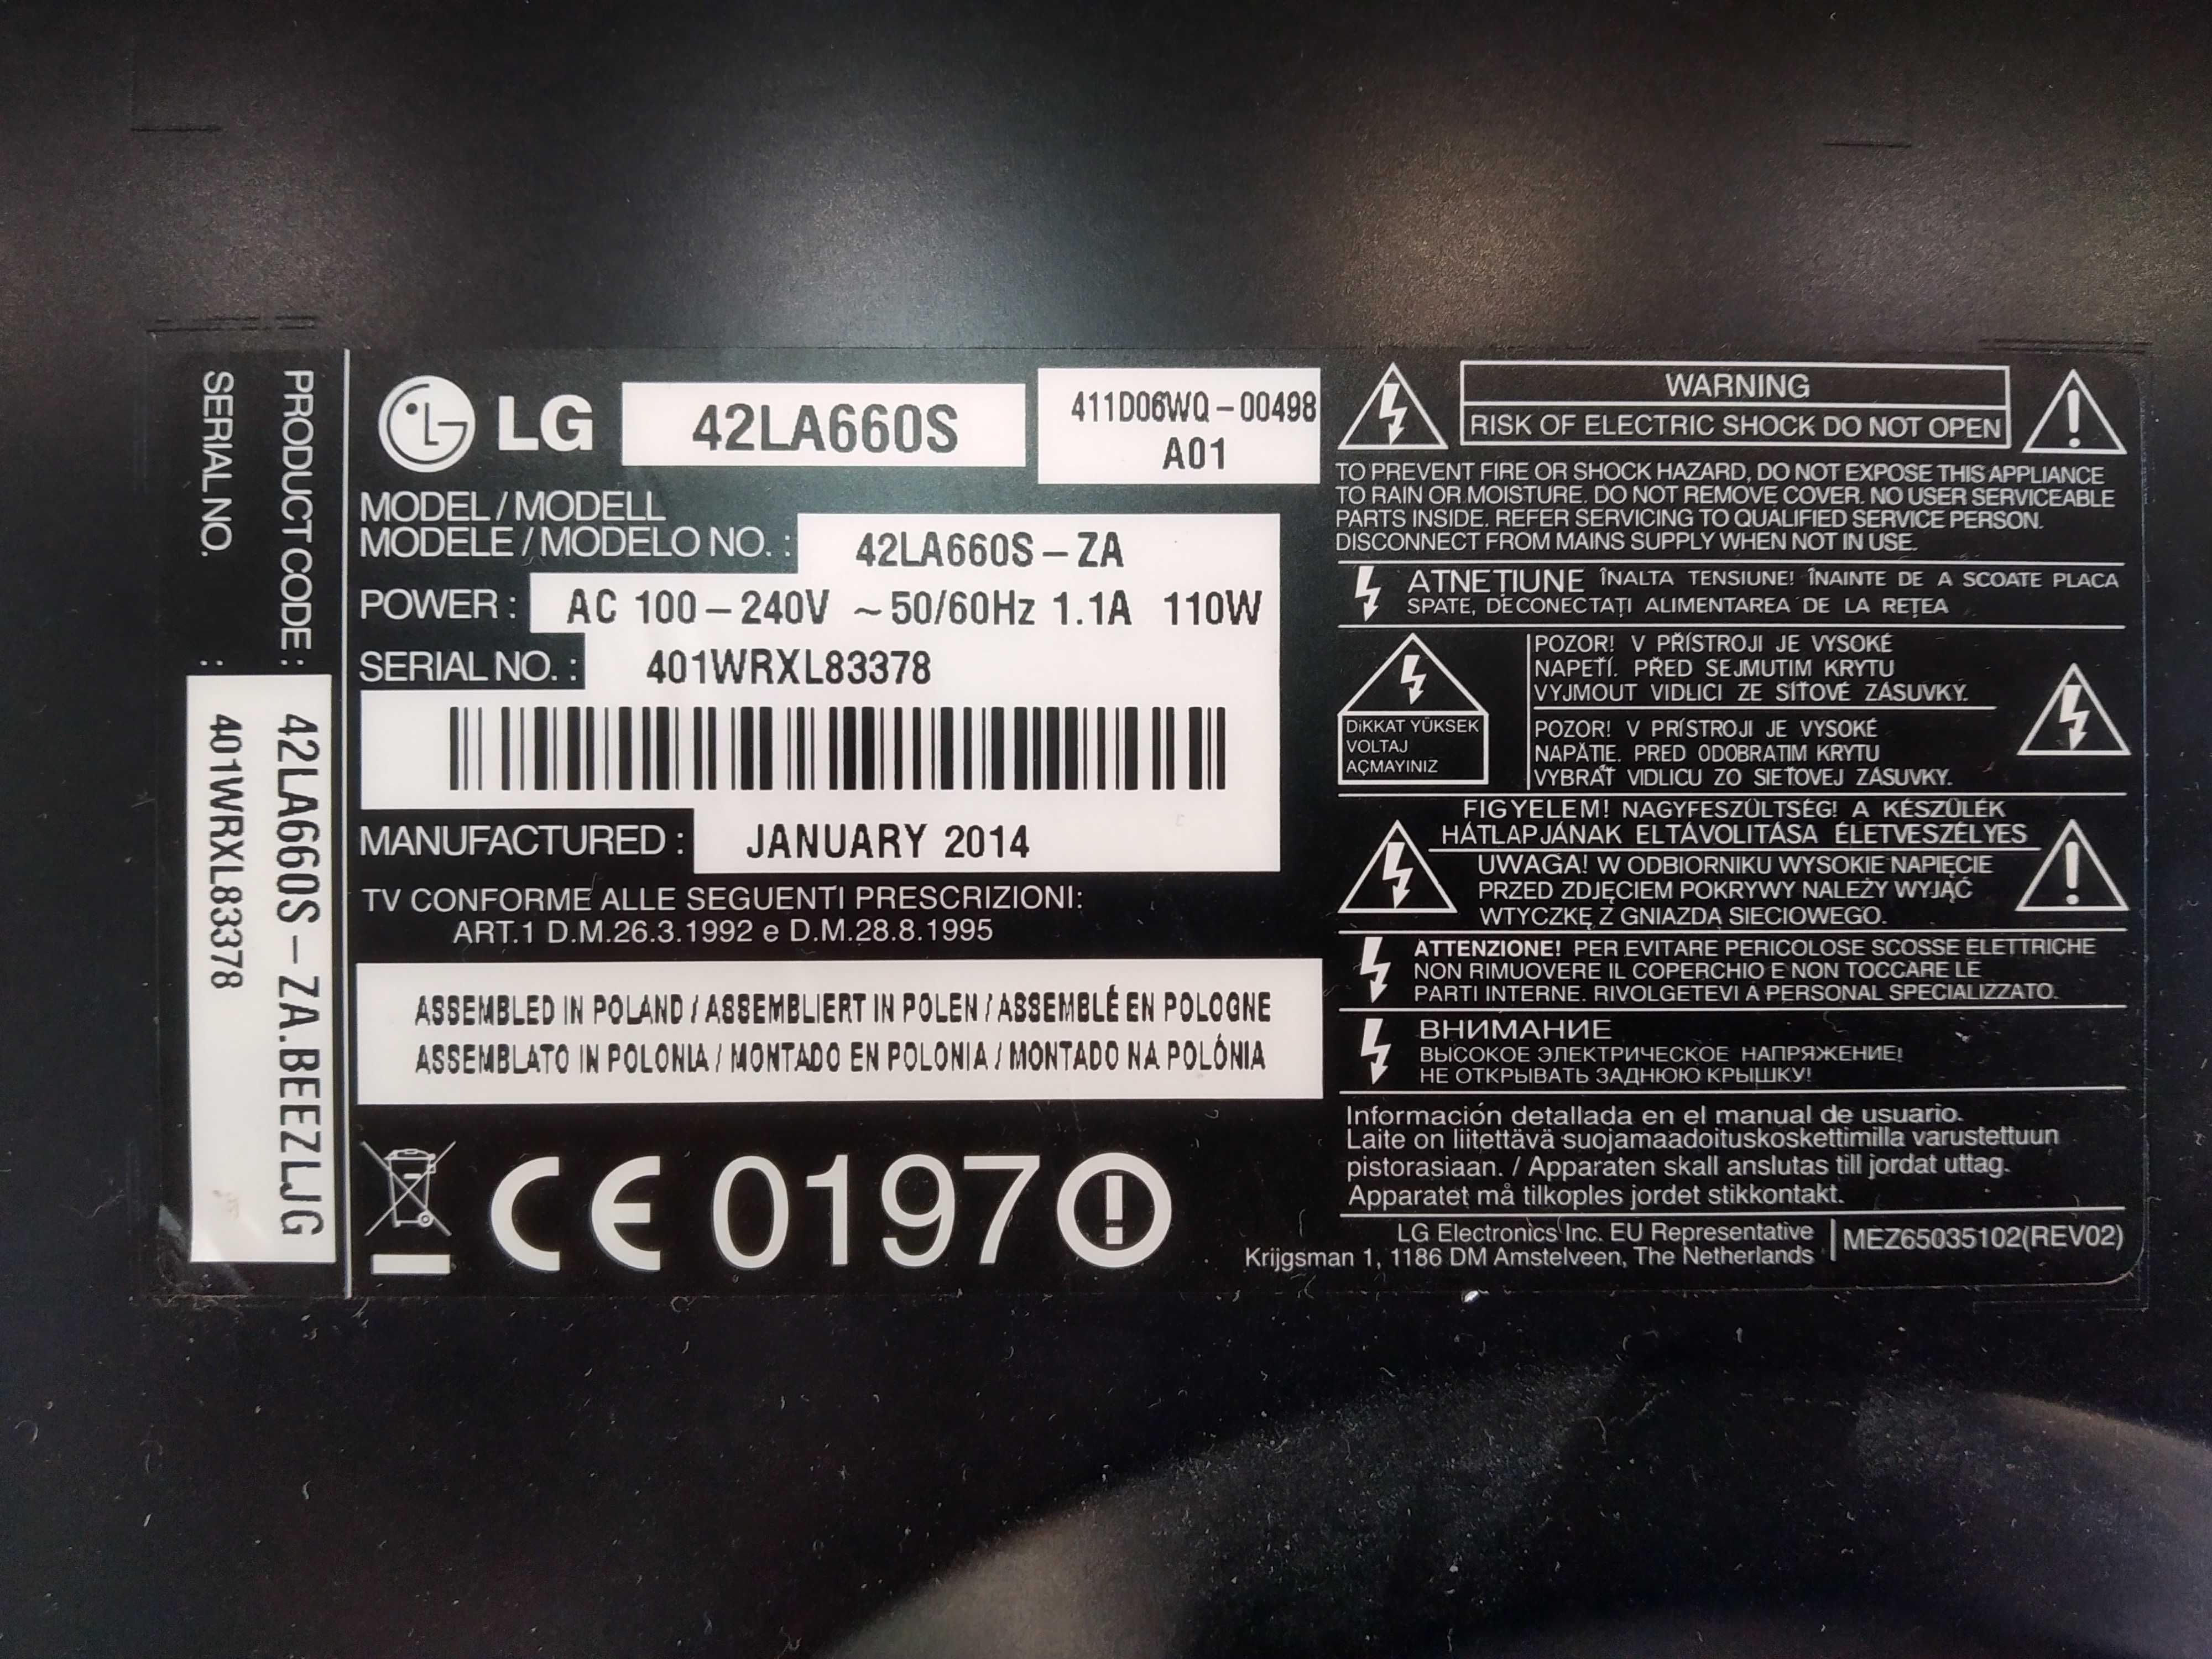 PRODUCT CODE : 42LA660S-ZA.BEEZLJG
SERIAL NO. : 401WRXL83378
LG
42LA660S
411D06WQ-00498
A01
MODEL / MODELL
MODELE / MODELO NO. : 42LA660S-ZA
POWER : AC 100-240V ~50/60Hz 1.1A 110W
SERIAL NO. : 401WRXL83378
MANUFACTURED : JANUARY 2014
TV CONFORME ALLE SEGUENTI PRESCRIZIONI:
ART.1 D.M.26.3.1992 e D.M.28.8.1995
ASSEMBLED IN POLAND / ASSEMBLIERT IN POLEN / ASSEMBLÉ EN POLOGNE
ASSEMBLATO IN POLONIA / MONTADO EN POLONIA / MONTADO NA POLÓNIA
CE 0197
WARNING
RISK OF ELECTRIC SHOCK DO NOT OPEN
TO PREVENT FIRE OR SHOCK HAZARD, DO NOT EXPOSE THIS APPLIANCE
TO RAIN OR MOISTURE. DO NOT REMOVE COVER. NO USER SERVICEABLE
PARTS INSIDE. REFER SERVICING TO QUALIFIED SERVICE PERSON.
DISCONNECT FROM MAINS SUPPLY WHEN NOT IN USE.
ATNEŢIUNE ÎNALTA TENSIUNE! ÎNAINTE DE A SCOATE PLACA
SPATE, DECONECTAŢI ALIMENTAREA DE LA REŢEA
DİKKAT YÜKSEK
VOLTAJ
AÇMAYINIZ
POZOR! V PŘÍSTROJI JE VYSOKÉ
NAPETÍ. PŘED SEJMUTIM KRYTU
VYJMOUT VIDLICI ZE SÍŤOVÉ ZÁSUVKY.
POZOR! V PRÍSTROJI JE VYSOKÉ
NAPÄTIE. PRED ODOBRATIM KRYTU
VYBRAŤ VIDLICU ZO SIEŤOVEJ ZÁSUVKY.
FIGYELEM! NAGYFESZÜLTSÉG! A KÉSZÜLÉK
HÁTLAPJÁNAK ELTÁVOLITÁSA ÉLETVESZÉLYES
UWAGA! W ODBIORNIKU WYSOKIE NAPIĘCIE
PRZED ZDJĘCIEM POKRYWY NALEŻY WYJĄĆ
WTYCZKĘ Z GNIAZDA SIECIOWEGO.
ATTENZIONE! PER EVITARE PERICOLOSE SCOSSE ELETTRICHE
NON RIMUOVERE IL COPERCHIO E NON TOCCARE LE
PARTI INTERNE. RIVOLGETEVI A PERSONAL SPECIALIZZATO.
ВНИМАНИЕ
ВЫСОКОЕ ЭЛЕКТРИЧЕСКОЕ НАПРЯЖЕНИЕ!
НЕ ОТКРЫВАТЬ ЗАДНЮЮ КРЫШКУ!
Información detallada en el manual de usuario.
Laite on liitettävä suojamaadoituskoskettimilla varustettuun
pistorasiaan. / Apparaten skall anslutas till jordat uttag.
Apparatet må tilkoples jordet stikkontakt.
LG Electronics Inc. EU Representative
Krijgsman 1, 1186 DM Amstelveen, The Netherlands
MEZ65035102(REV02)